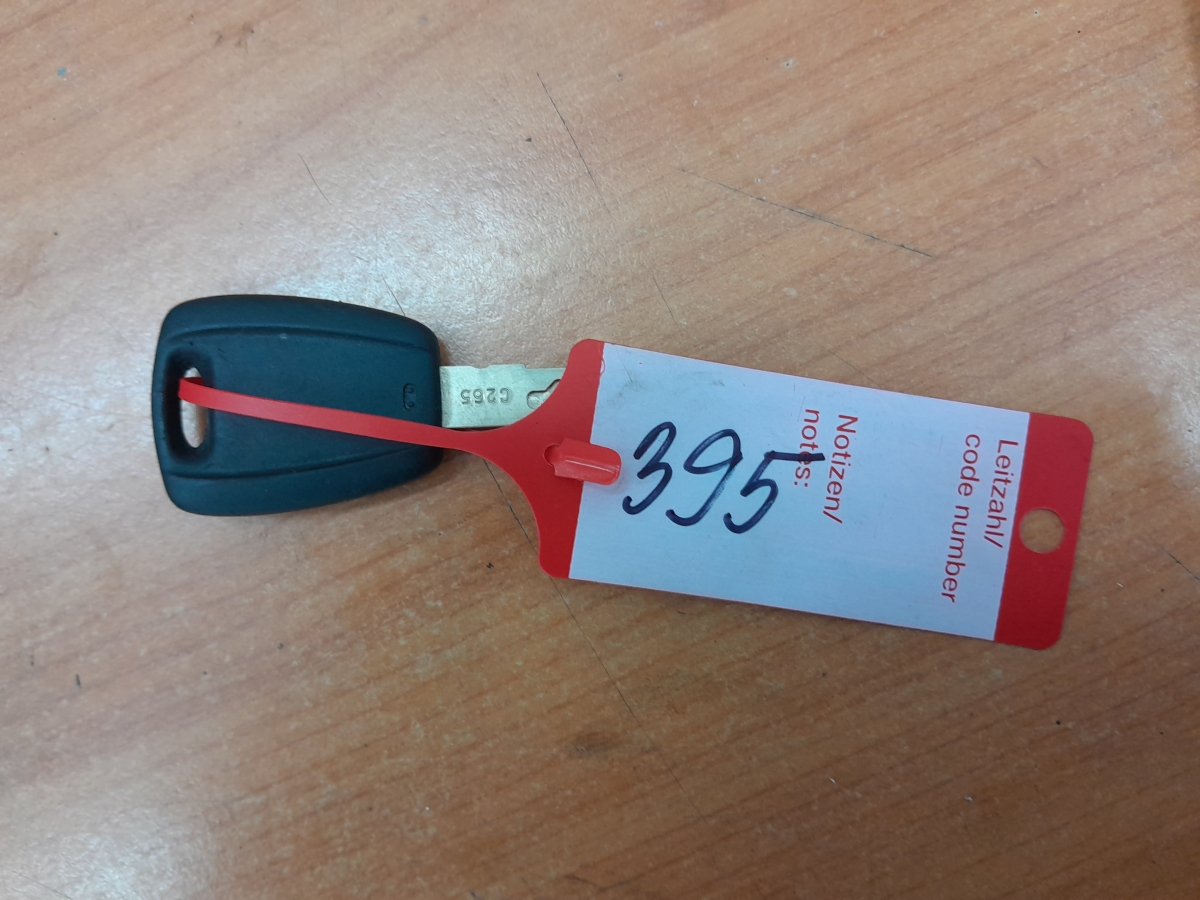 C265
395
Notizen/
notes:
Leitzahl/
code number